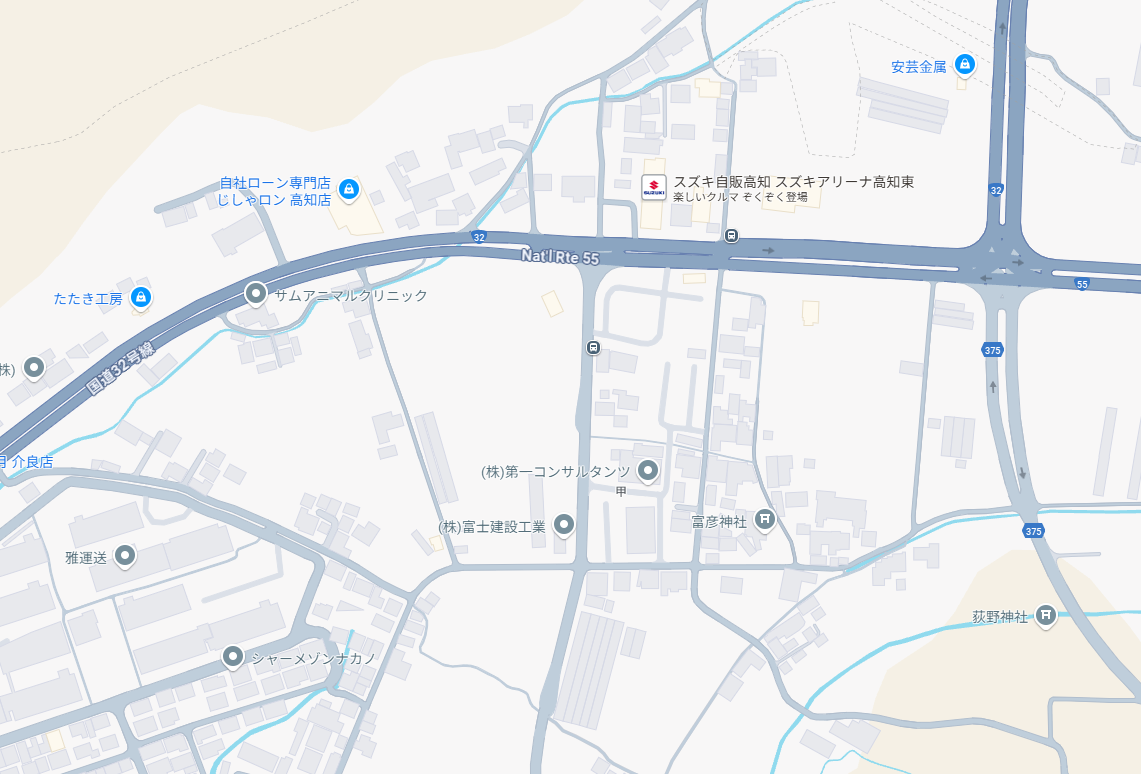 安芸金属
自社ローン専門店
じしゃロン 高知店
スズキ自販高知 スズキアリーナ高知東
楽しいクルマ ぞくぞく登場
SUZUKI
32
32
Nat'l Rte 55
55
たたき工房
サムアニマルクリニック
国道32号線
株)
375
月 介良店
(株)第一コンサルタンツ
甲
(株)富士建設工業
富彦神社
375
雅運送
荻野神社
シャーメゾンナカノ